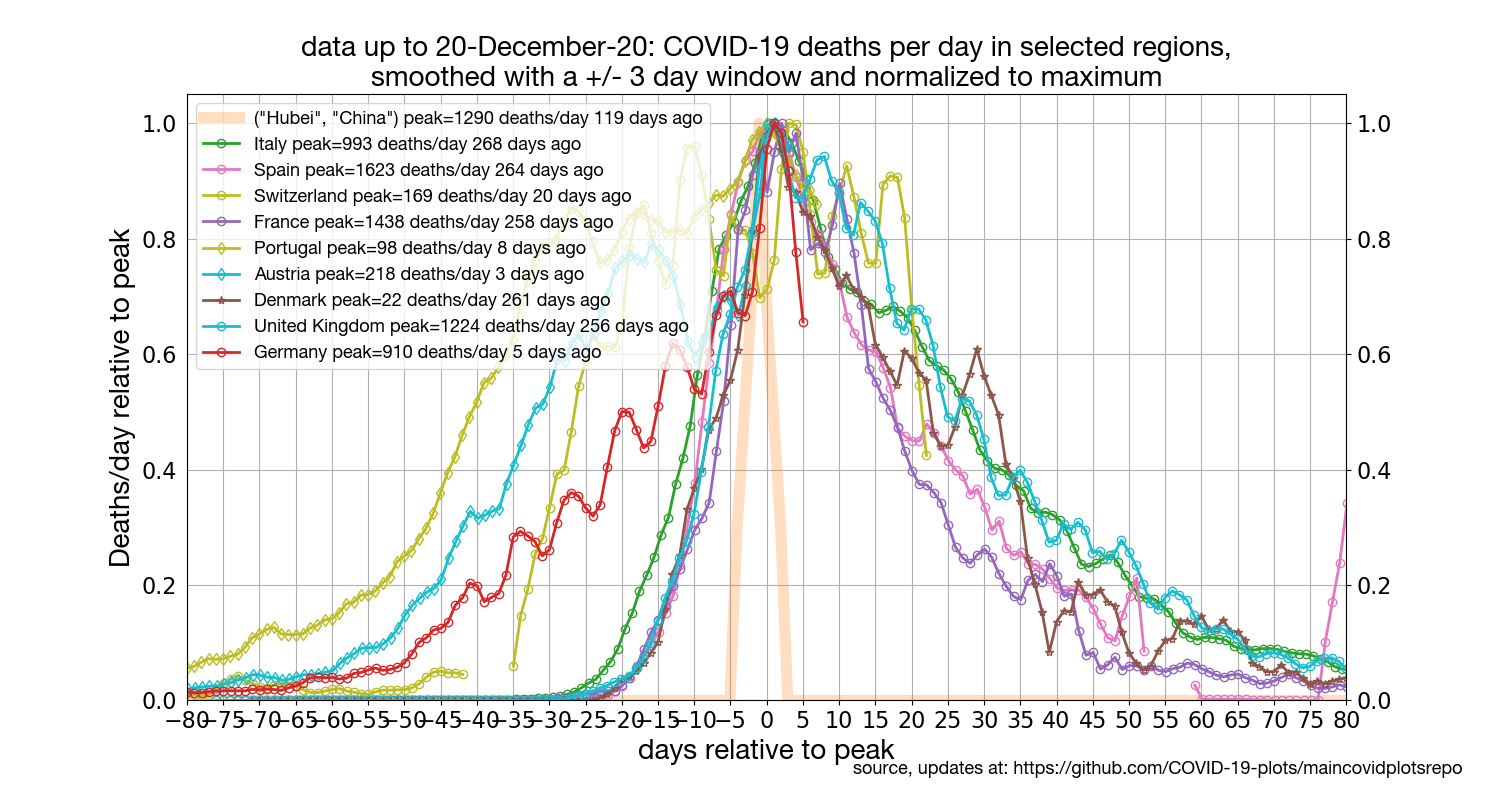 data up to 20-December-20: COVID-19 deaths per day in selected regions,
smoothed with a +/- 3 day window and normalized to maximum
("Hubei", "China") peak=1290 deaths/day 119 days ago
Italy peak=993 deaths/day 268 days ago
Spain peak=1623 deaths/day 264 days ago
Switzerland peak=169 deaths/day 20 days ago
France peak=1438 deaths/day 258 days ago
Portugal peak=98 deaths/day 8 days ago
Austria peak=218 deaths/day 3 days ago
Denmark peak=22 deaths/day 261 days ago
United Kingdom peak=1224 deaths/day 256 days ago
Germany peak=910 deaths/day 5 days ago
Deaths/day relative to peak
1.0
0.8
0.6
0.4
0.2
0.0
1.0
0.8
0.6
0.4
0.2
0.0
−80 −75 −70 −65 −60 −55 −50 −45 −40 −35 −30 −25 −20 −15 −10 −5 0 5 10 15 20 25 30 35 40 45 50 55 60 65 70 75 80
days relative to peak
source, updates at: https://github.com/COVID-19-plots/maincovidplotsrepo